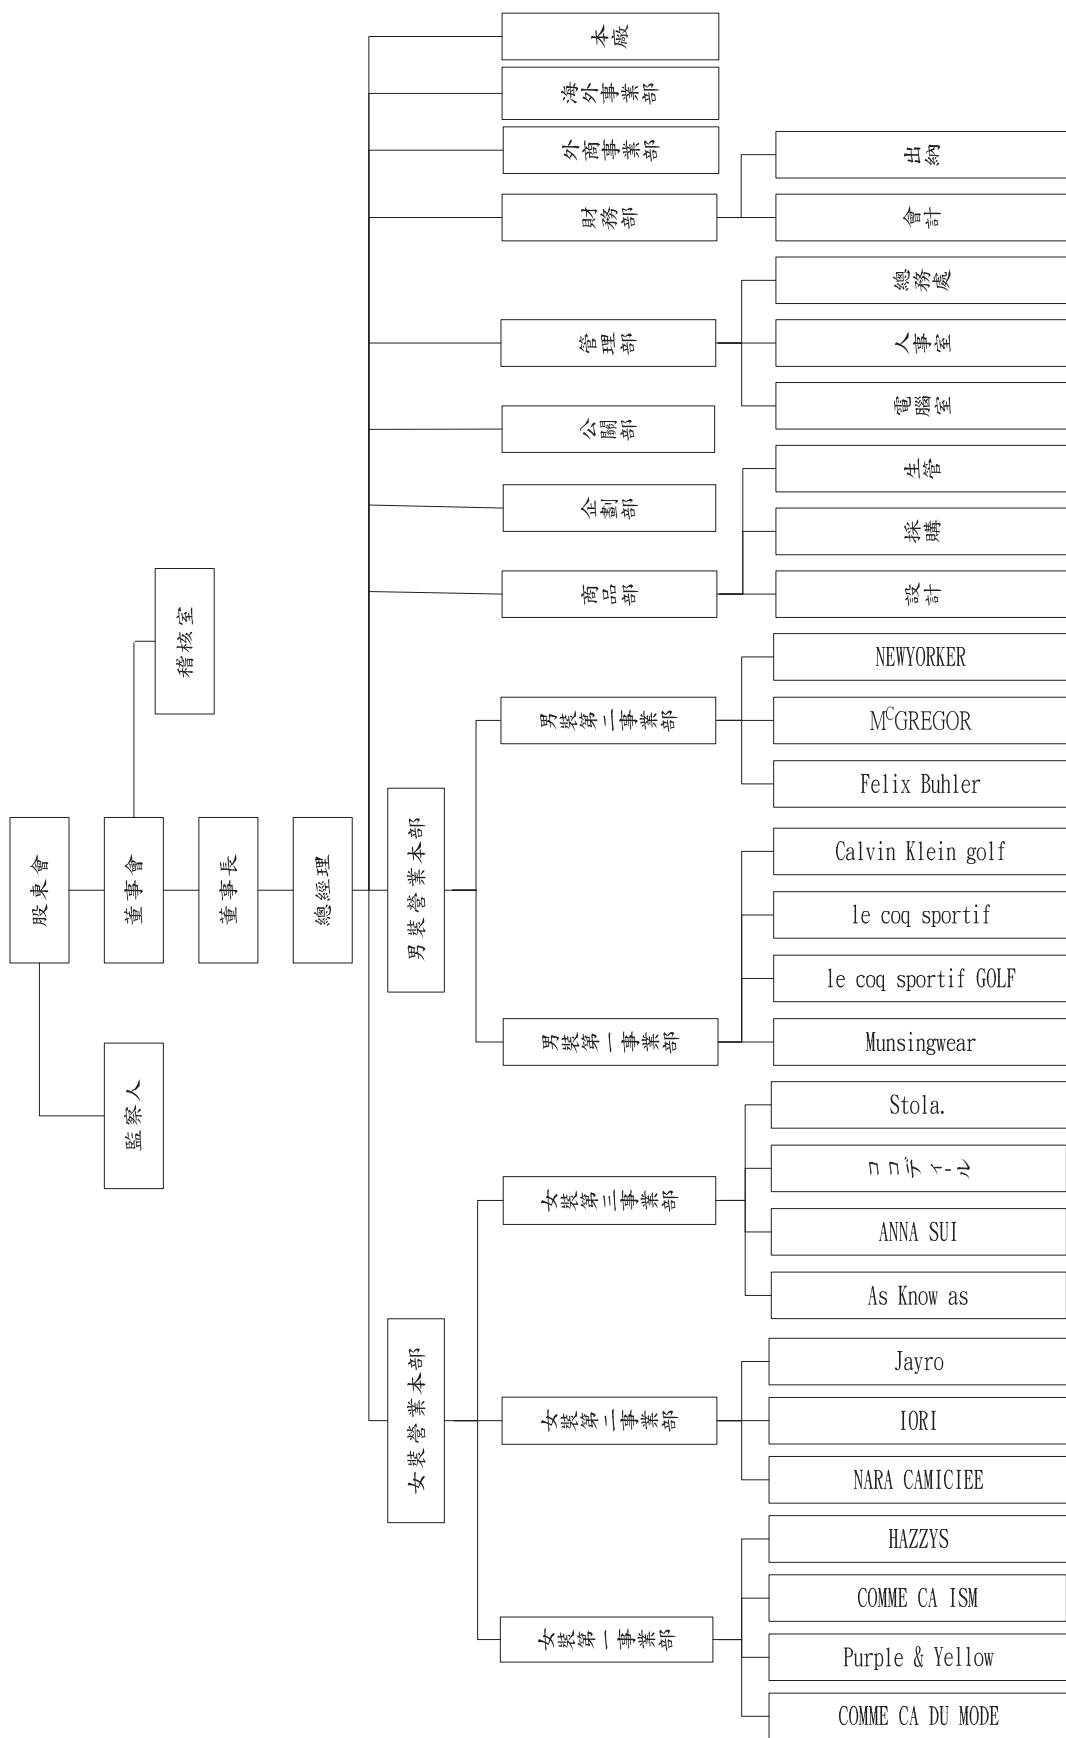 股東會
監察人
董事會
稽核室
董事長
總經理
女裝營業本部
男裝營業本部
女裝第一事業部
女裝第二事業部
女裝第三事業部
男裝第一事業部
男裝第二事業部
商品部
企劃部
公關部
管理部
財務部
外商事業部
海外事業部
本廠
COMME CA DU MODE
Purple & Yellow
COMME CA ISM
HAZZYS
NARA CAMICIEE
IORI
Jayro
As Know as
ANNA SUI
ココディール
Stola.
Munsingwear
le coq sportif GOLF
le coq sportif
Calvin Klein golf
Felix Buhler
MCGREGOR
NEWYORKER
設計
採購
生管
電腦室
人事室
總務處
會計
出納